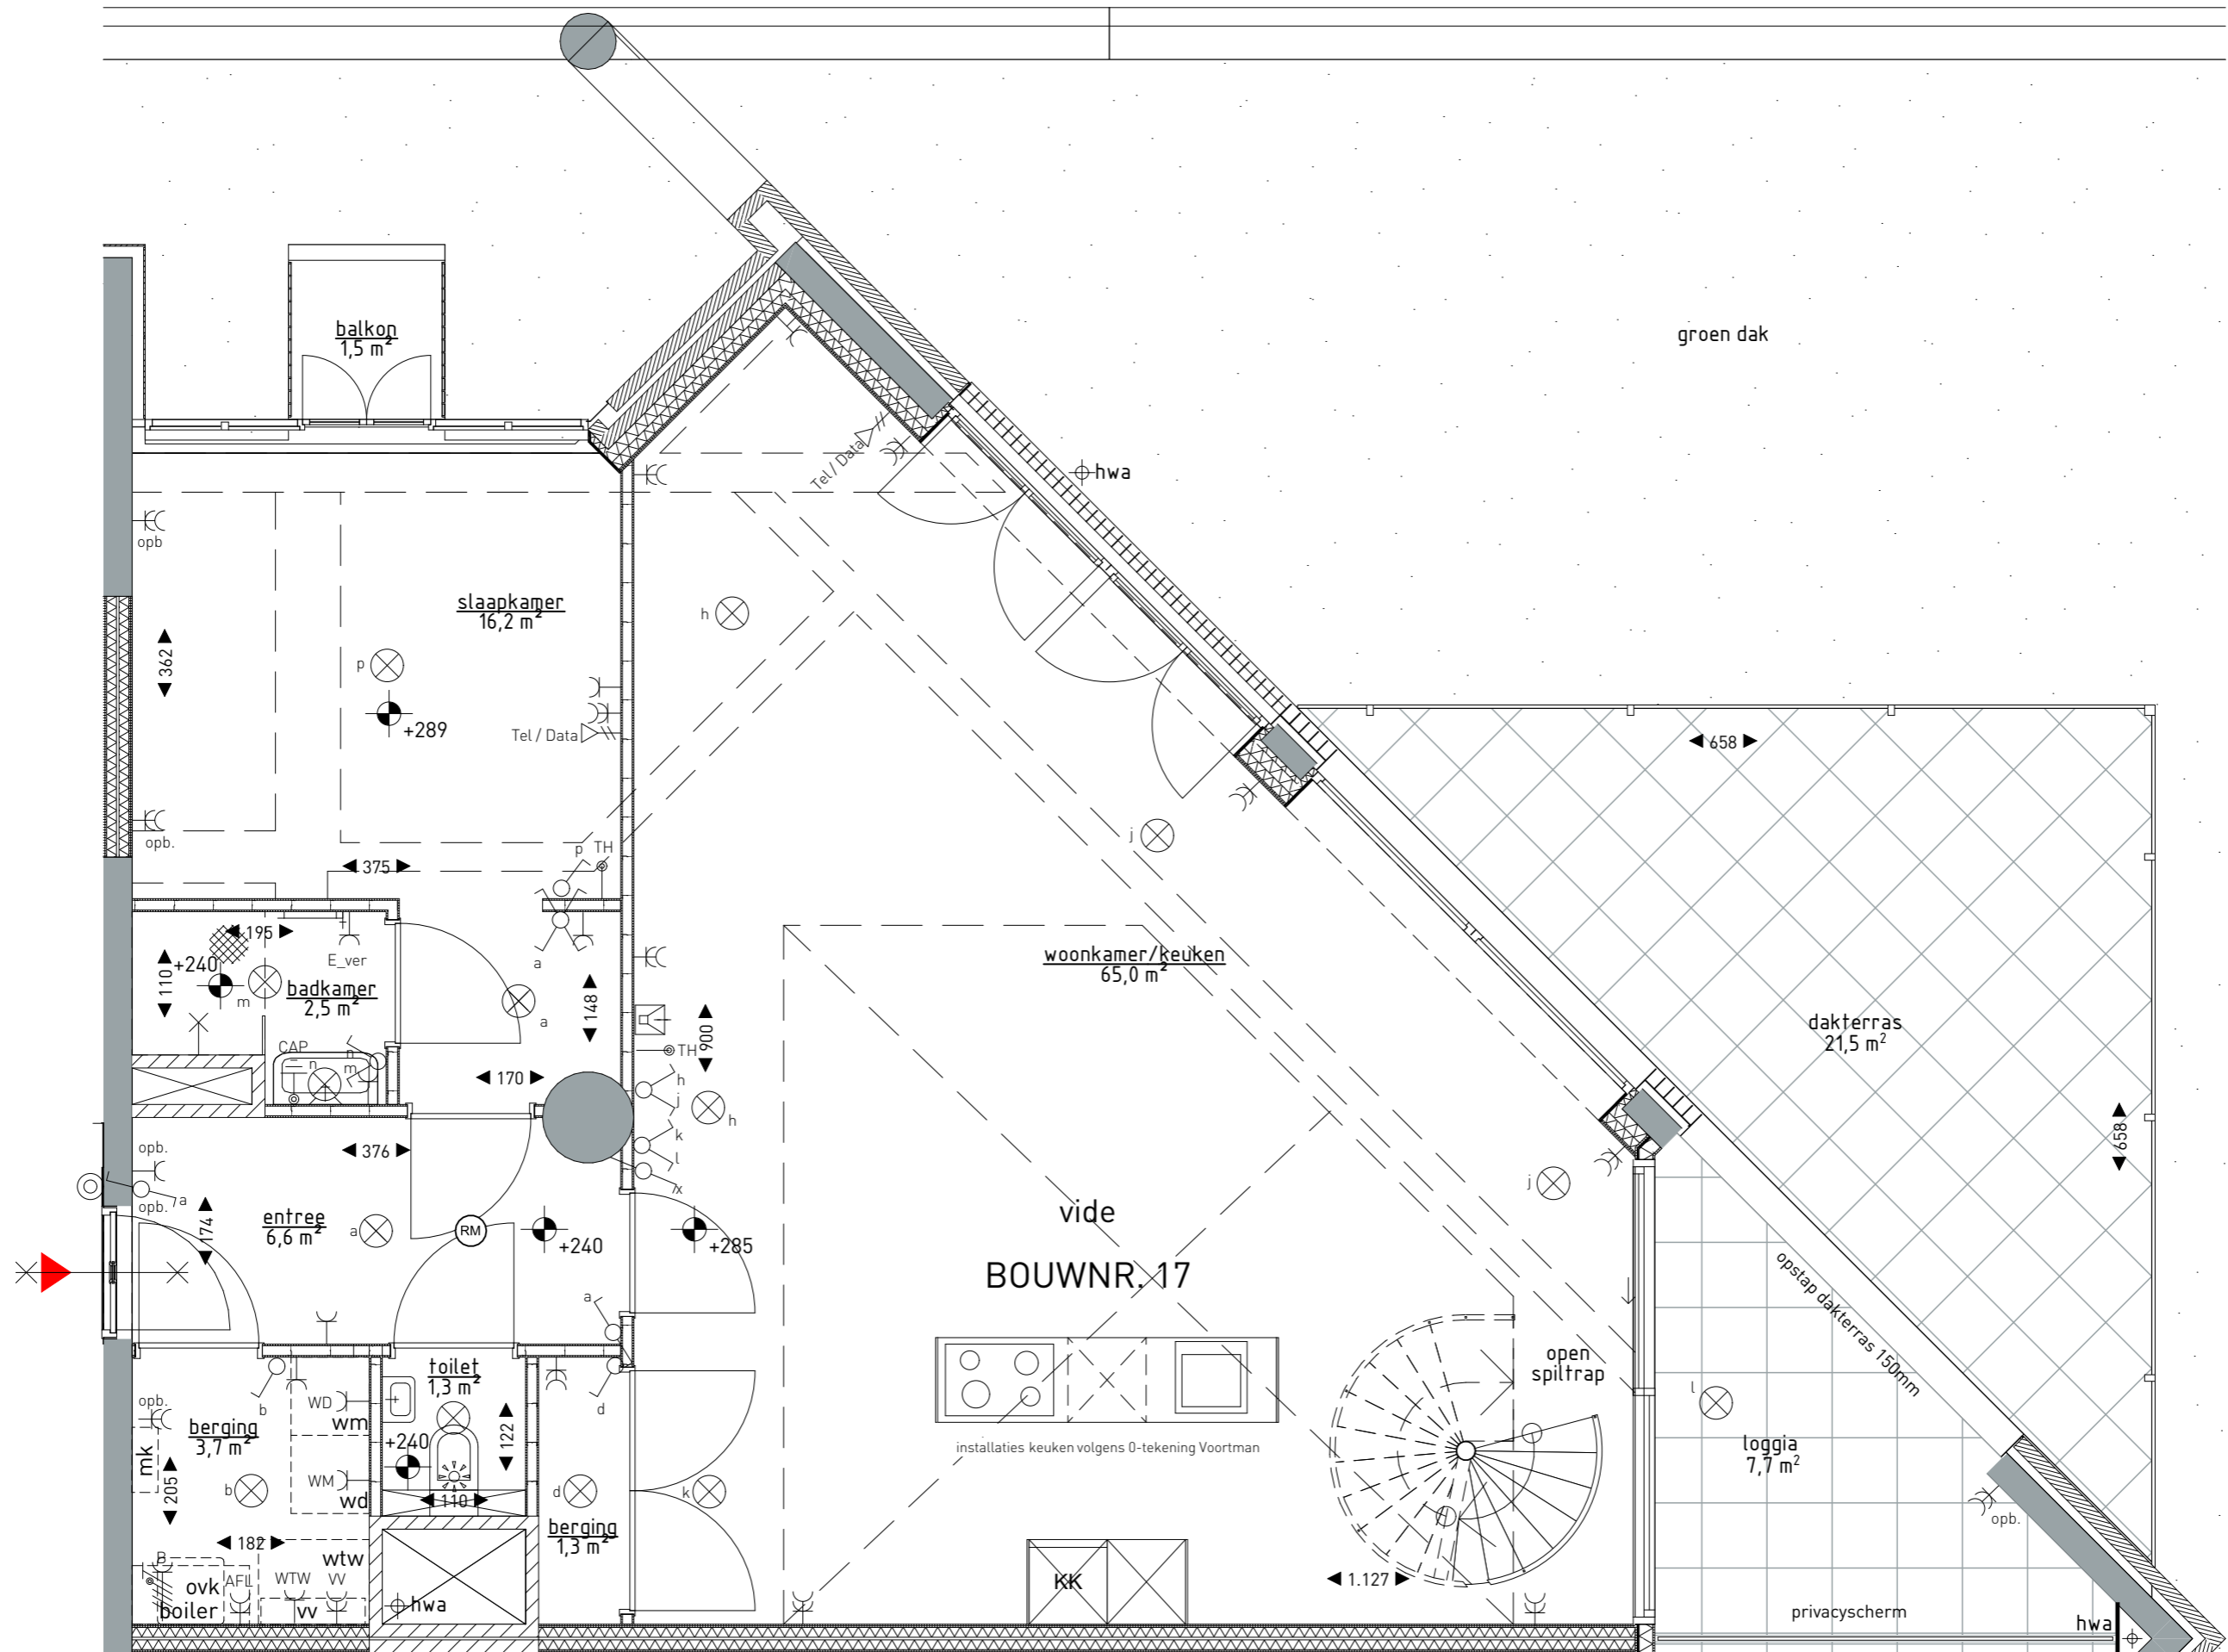 balkon
1,5 m²
groen dak
hwa
Tel / Data
opb
slaapkamer
16,2 m²
h
362
p
+289
Tel / Data
658
opb.
j
p TH
375
195
+240
E_ver
110
m
badkamer
2,5 m²
a
a
148
woonkamer/keuken
65,0 m²
900
TH
dakterras
21,5 m²
CAP
n
n
m
170
h
j
h
k
l
x
658
opb.
376
opb.
a
174
entree
6,6 m²
a
RM
+240
+285
vide
BOUWNR. 17
j
opstap dakterras 150mm
a
toilet
1,3 m²
open
spiltrap
opb.
b
WD
wm
d
l
berging
3,7 m²
+240
122
installaties keuken volgens 0-tekening Voortman
loggia
7,7 m²
mk
205
b
WM
wd
110
d
k
opb.
berging
1,3 m²
182
wtw
B
ovk
boiler
AFL
WTW
VV
vv
hwa
KK
1.127
privacyscherm
hwa